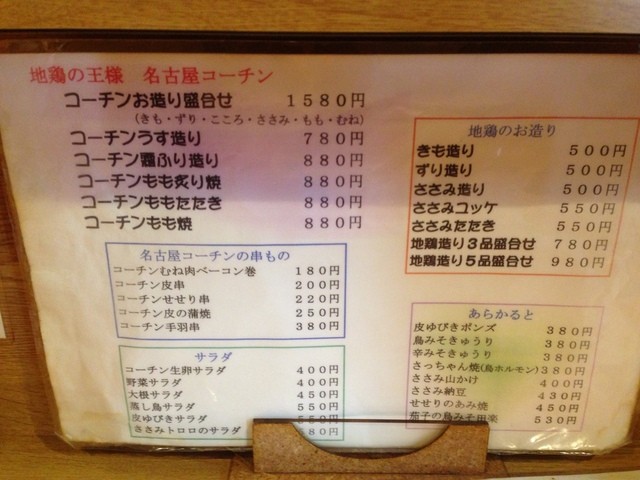 地鶏の王様 名古屋コーチン
コーチンお造り盛合せ 1580円
(きも・ずり・こころ・ささみ・もも・むね)
コーチンうす造り 780円
コーチン霜ふり造り 880円
コーチンもも炙り焼 880円
コーチンももたたき 880円
コーチンもも焼 880円
名古屋コーチンの串もの
コーチンむね肉ベーコン巻 180円
コーチン皮串 200円
コーチンせせり串 220円
コーチン皮の蒲焼 250円
コーチン手羽串 380円
サラダ
コーチン生卵サラダ 400円
野菜サラダ 400円
大根サラダ 450円
蒸し鳥サラダ 550円
皮ゆびきサラダ
ささみトロロのサラダ
地鶏のお造り
きも造り 500円
ずり造り 500円
ささみ造り 500円
ささみユッケ 550円
ささみたたき 550円
地鶏造り3品盛合せ 780円
地鶏造り5品盛合せ 980円
あらかると
皮ゆびきポンズ 380円
鳥みそきゅうり 380円
辛みそきゅうり 380円
さっちゃん焼(鳥ホルモン) 380円
ささみ山かけ 400円
ささみ納豆 430円
せせりのあみ焼 450円
茄子の鳥みそ田楽 530円